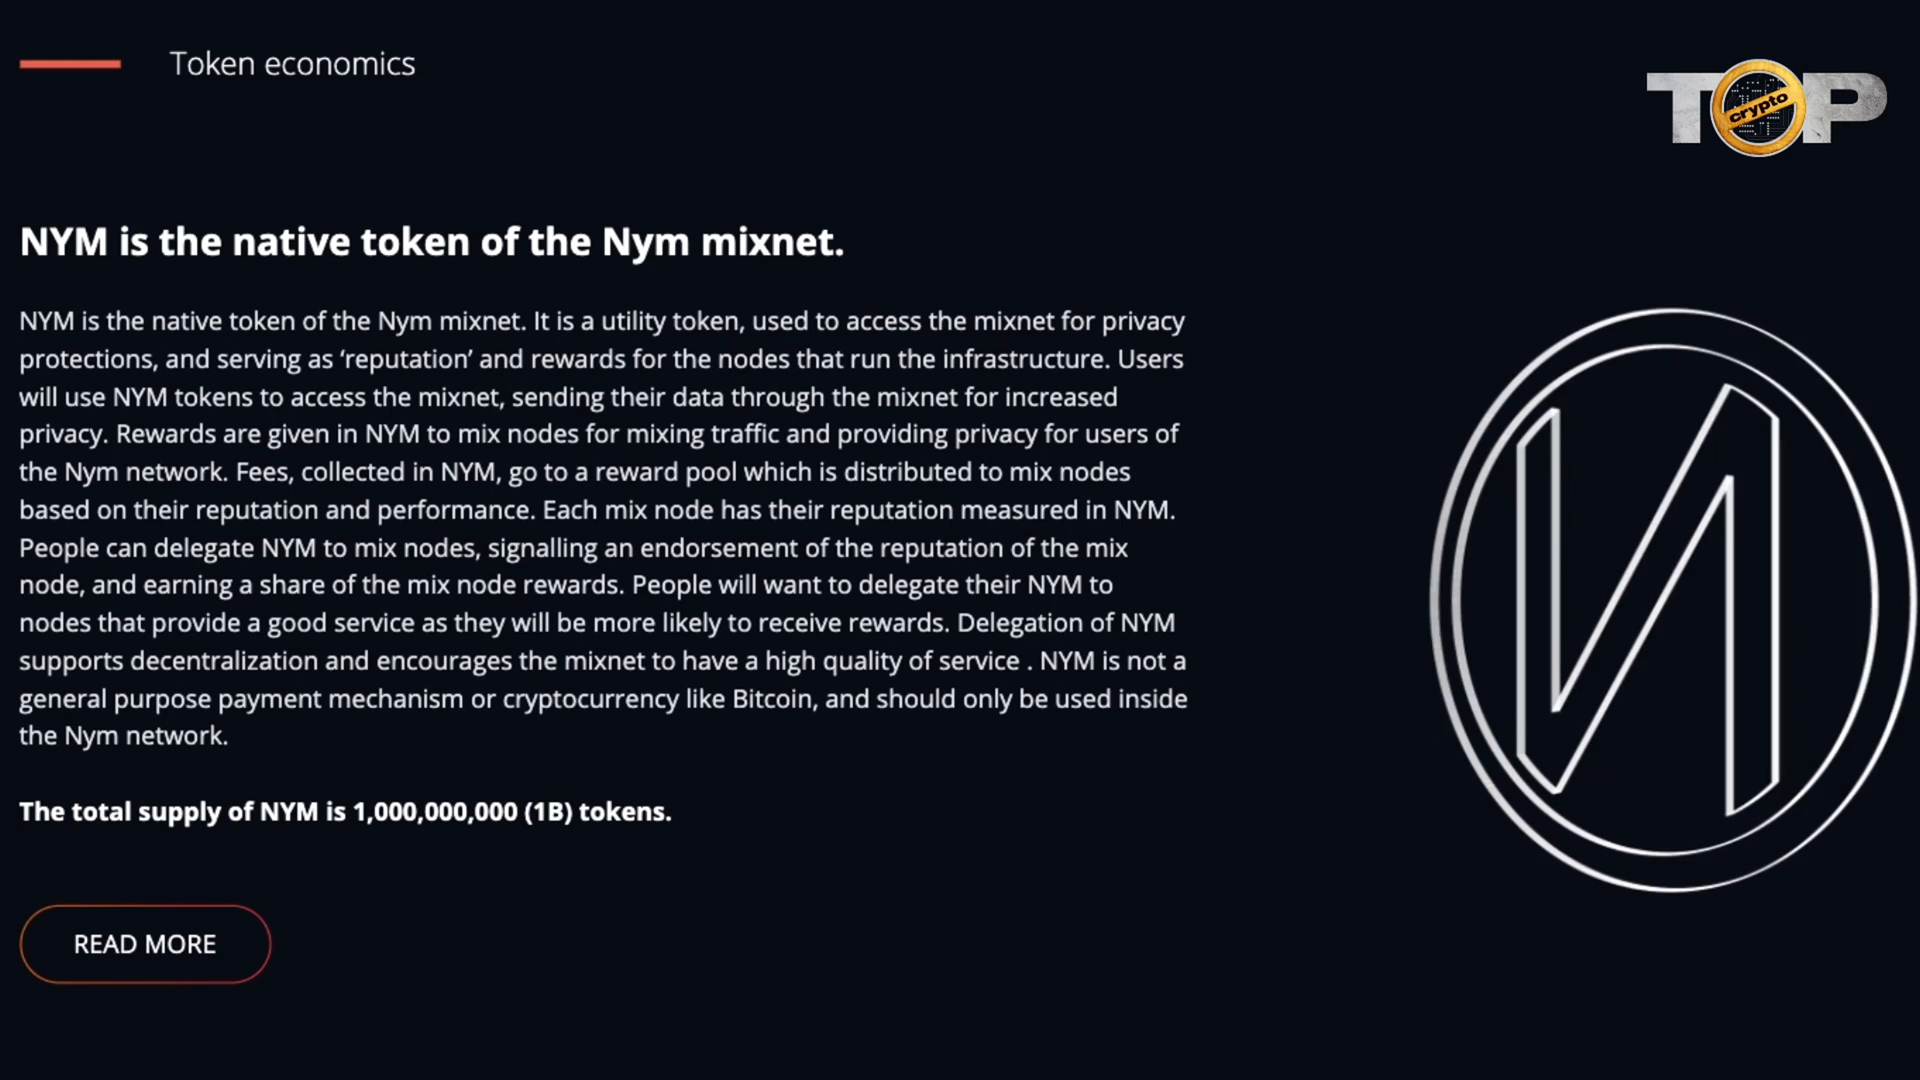 Token economics
TOP
crypto
NYM is the native token of the Nym mixnet.
NYM is the native token of the Nym mixnet. It is a utility token, used to access the mixnet for privacy
protections, and serving as ‘reputation’ and rewards for the nodes that run the infrastructure. Users
will use NYM tokens to access the mixnet, sending their data through the mixnet for increased
privacy. Rewards are given in NYM to mix nodes for mixing traffic and providing privacy for users of
the Nym network. Fees, collected in NYM, go to a reward pool which is distributed to mix nodes
based on their reputation and performance. Each mix node has their reputation measured in NYM.
People can delegate NYM to mix nodes, signalling an endorsement of the reputation of the mix
node, and earning a share of the mix node rewards. People will want to delegate their NYM to
nodes that provide a good service as they will be more likely to receive rewards. Delegation of NYM
supports decentralization and encourages the mixnet to have a high quality of service . NYM is not a
general purpose payment mechanism or cryptocurrency like Bitcoin, and should only be used inside
the Nym network.
The total supply of NYM is 1,000,000,000 (1B) tokens.
READ MORE